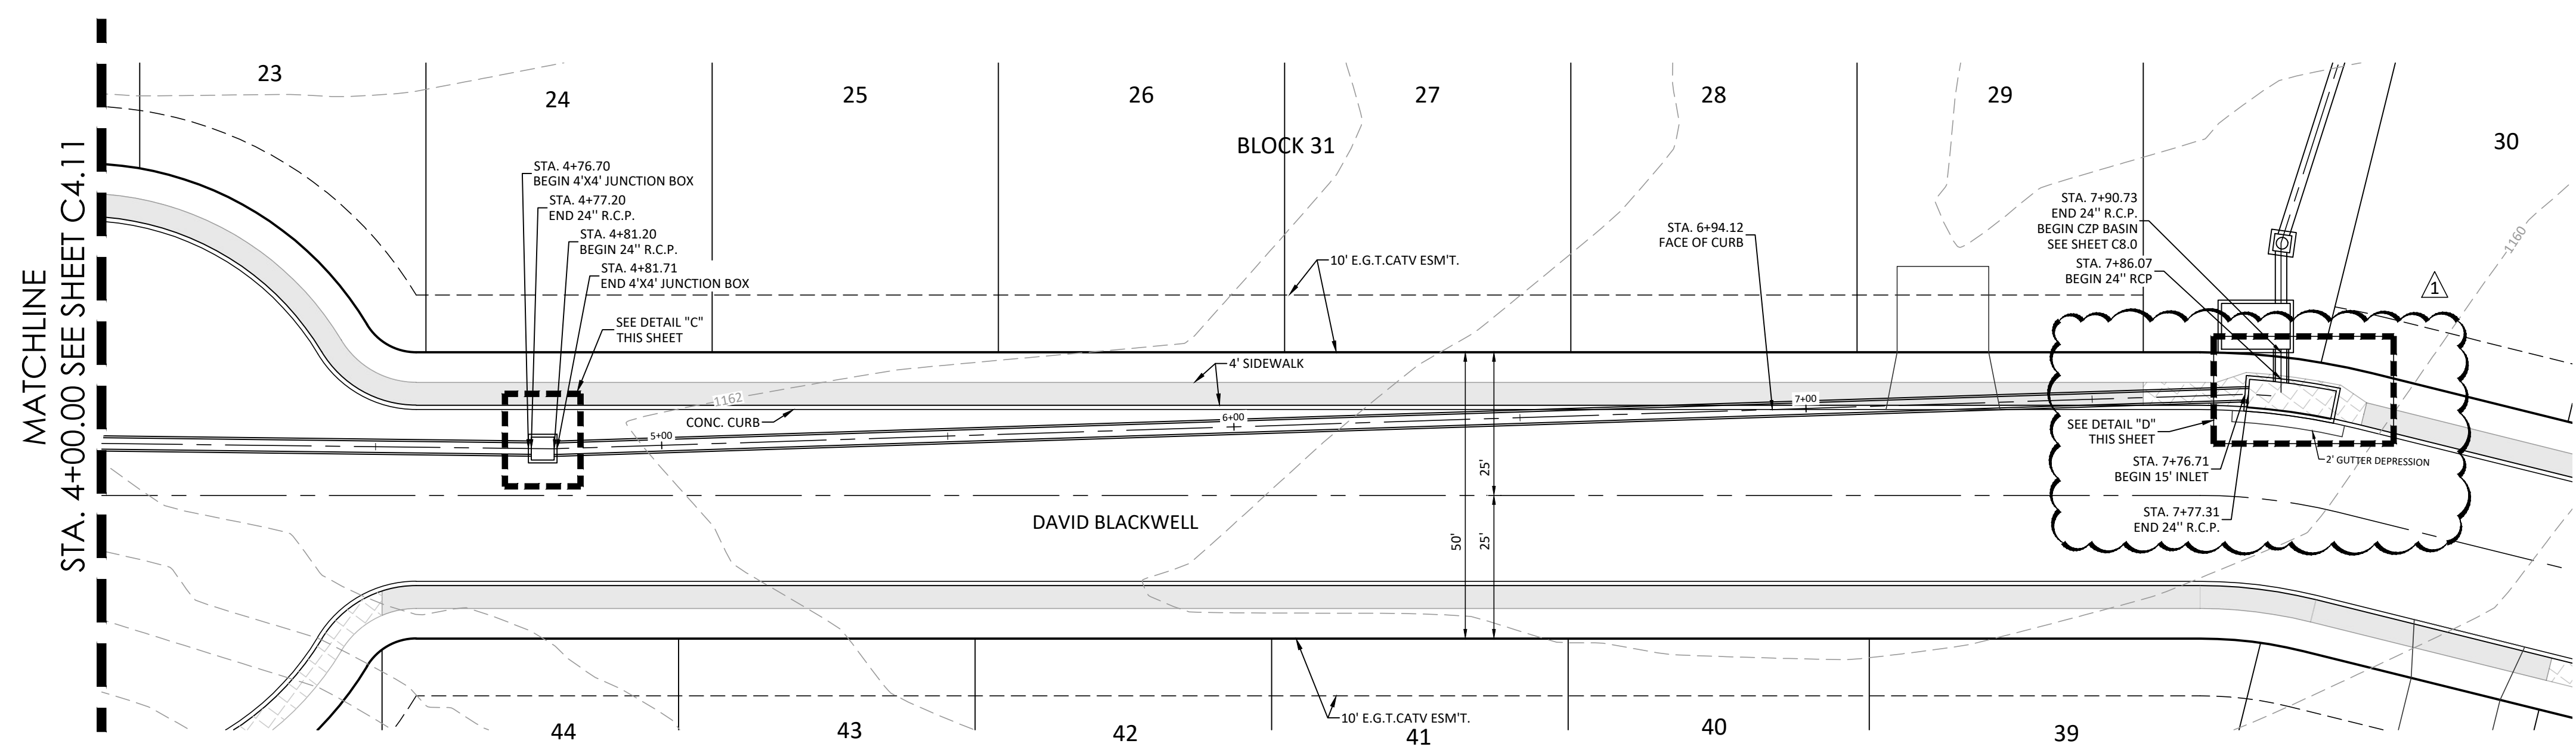 MATCHLINE
STA. 4+00.00 SEE SHEET C4.11
23
24
25
26
27
28
29
30
BLOCK 31
STA. 4+76.70
BEGIN 4'X4' JUNCTION BOX
STA. 4+77.20
END 24" R.C.P.
STA. 4+81.20
BEGIN 24" R.C.P.
STA. 4+81.71
END 4'X4' JUNCTION BOX
SEE DETAIL "C"
THIS SHEET
10' E.G.T.CATV ESM'T.
STA. 6+94.12
FACE OF CURB
STA. 7+90.73
END 24" R.C.P.
BEGIN CZP BASIN
SEE SHEET C8.0
STA. 7+86.07
BEGIN 24" RCP
1
1160
4' SIDEWALK
1162
CONC. CURB
5+00
6+00
7+00
SEE DETAIL "D"
THIS SHEET
2' GUTTER DEPRESSION
STA. 7+76.71
BEGIN 15' INLET
STA. 7+77.31
END 24" R.C.P.
25'
50'
25'
DAVID BLACKWELL
10' E.G.T.CATV ESM'T.
44
43
42
41
40
39